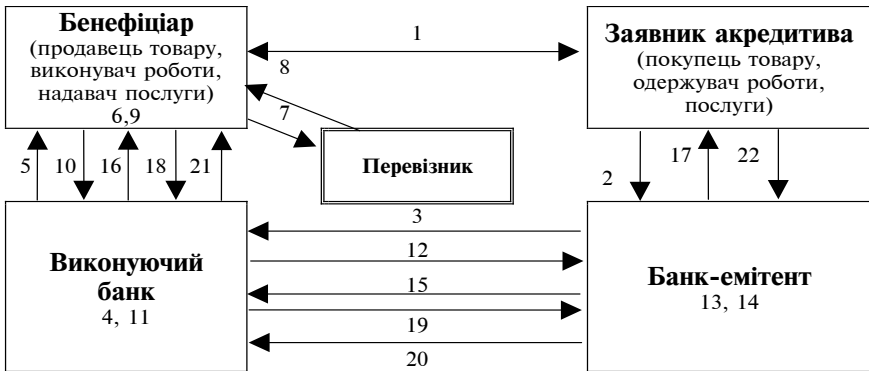 Бенефіціар
(продавець товару,
виконувач роботи,
надавач послуги)
6,9
1
8
7
Заявник акредитива
(покупець товару,
одержувач роботи,
послуги)
Перевізник
5
10
16
18
21
2
17
22
3
12
15
19
20
Виконуючий
банк
4, 11
Банк-емітент
13, 14